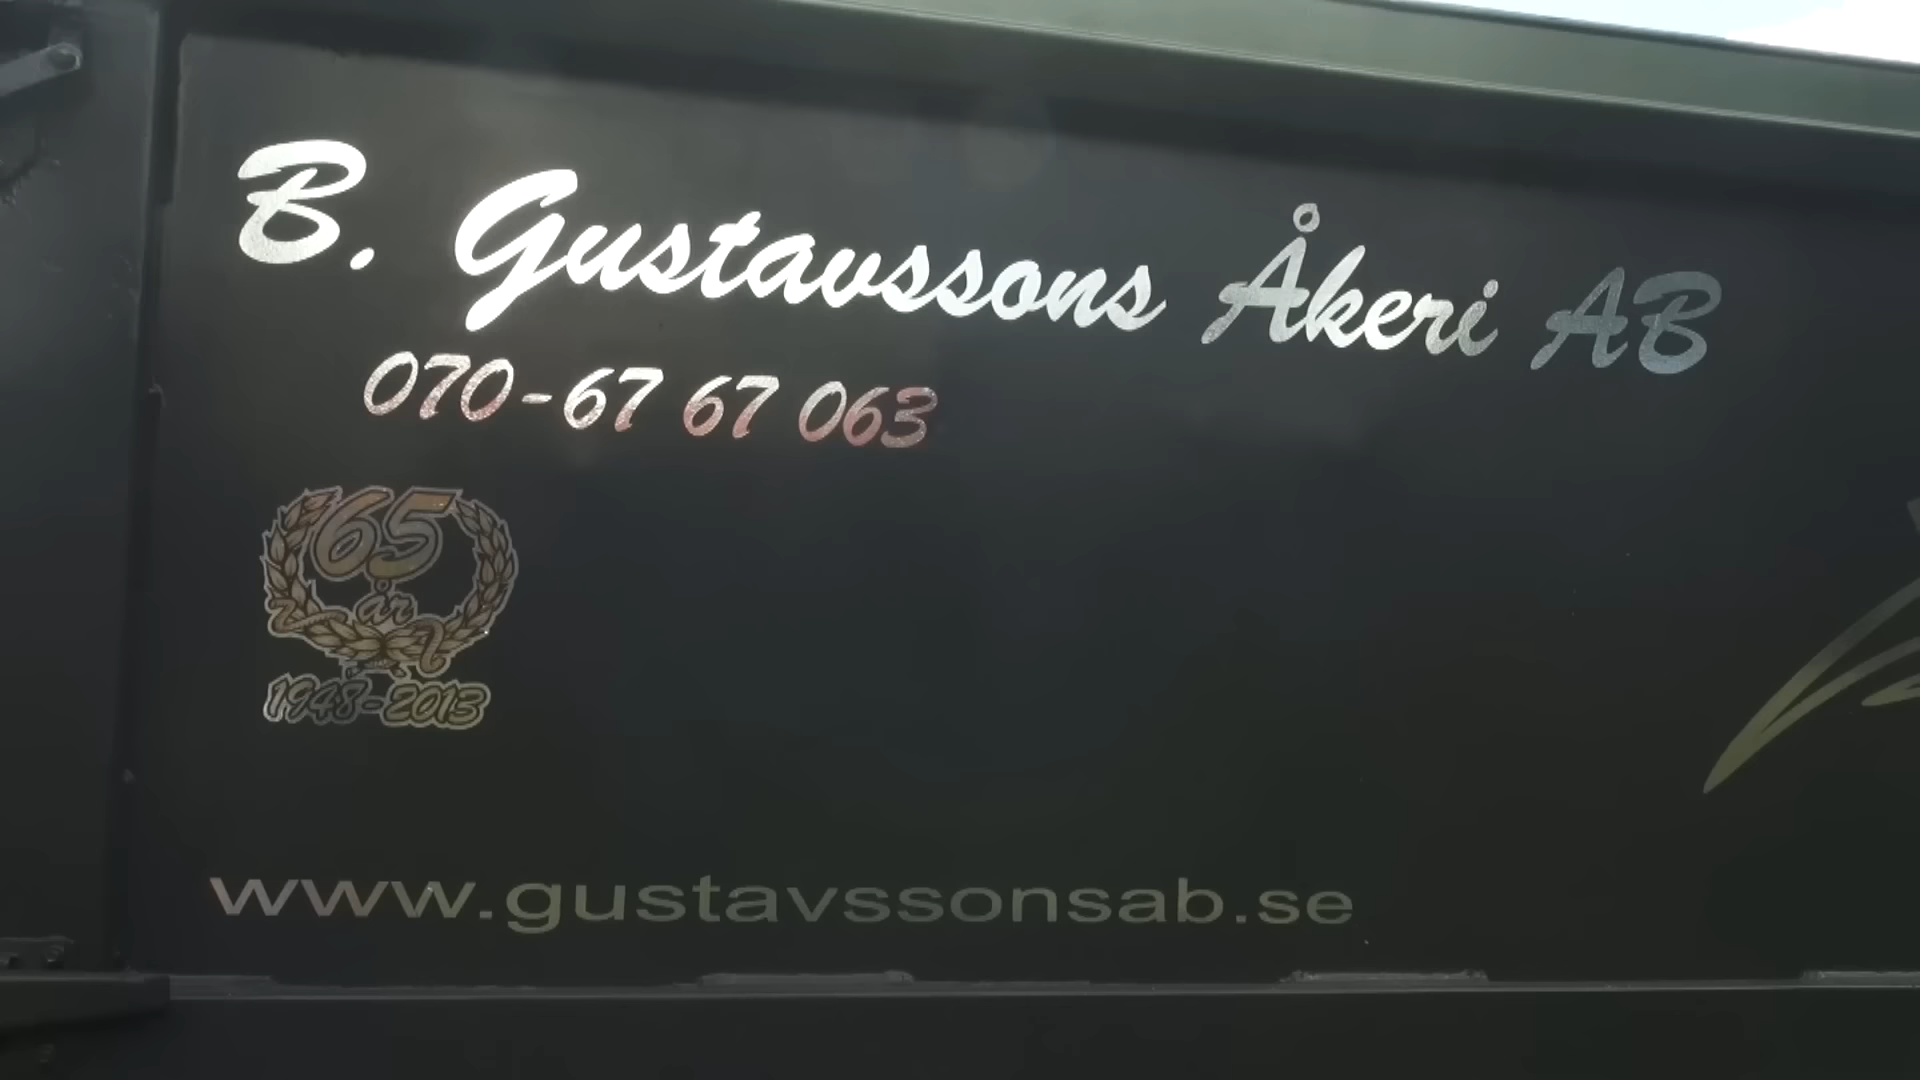 B. Gustavssons Åkeri AB
070-67 67 063
65
år
1948-2013
www.gustavssonsab.se